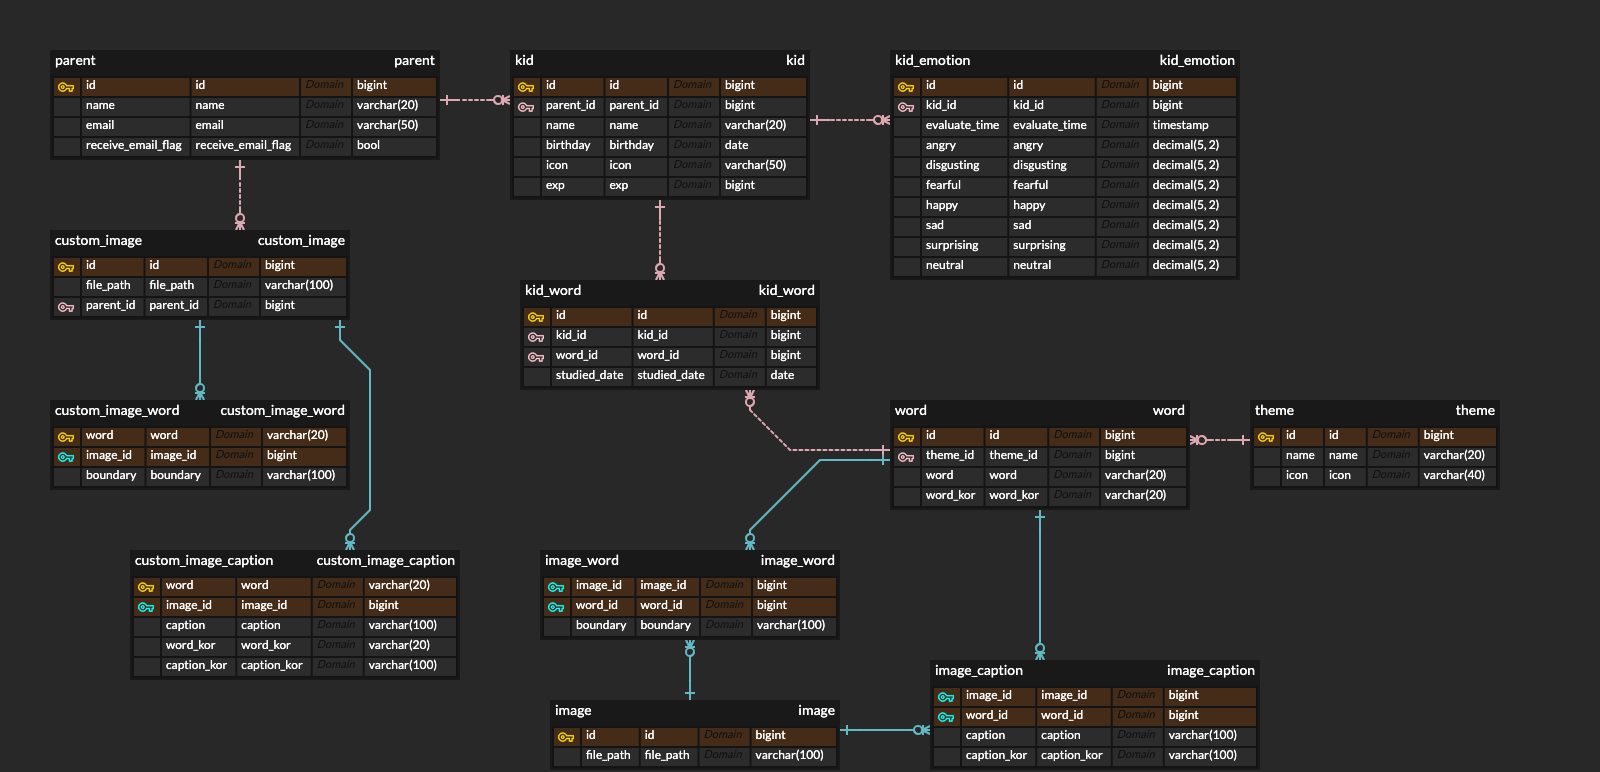 parent parent
id id Domain bigint
name name Domain varchar(20)
email email Domain varchar(50)
receive_email_flag receive_email_flag Domain bool
kid kid
id id Domain bigint
parent_id parent_id Domain bigint
name name Domain varchar(20)
birthday birthday Domain date
icon icon Domain varchar(50)
exp exp Domain bigint
kid_emotion kid_emotion
id id Domain bigint
kid_id kid_id Domain bigint
evaluate_time evaluate_time Domain timestamp
angry angry Domain decimal(5, 2)
disgusting disgusting Domain decimal(5, 2)
fearful fearful Domain decimal(5, 2)
happy happy Domain decimal(5, 2)
sad sad Domain decimal(5, 2)
surprising surprising Domain decimal(5, 2)
neutral neutral Domain decimal(5, 2)
custom_image custom_image
id id Domain bigint
file_path file_path Domain varchar(100)
parent_id parent_id Domain bigint
kid_word kid_word
id id Domain bigint
kid_id kid_id Domain bigint
word_id word_id Domain bigint
studied_date studied_date Domain date
custom_image_word custom_image_word
word word Domain varchar(20)
image_id image_id Domain bigint
boundary boundary Domain varchar(100)
word word
id id Domain bigint
theme_id theme_id Domain bigint
word word Domain varchar(20)
word_kor word_kor Domain varchar(20)
theme theme
id id Domain bigint
name name Domain varchar(20)
icon icon Domain varchar(40)
custom_image_caption custom_image_caption
word word Domain varchar(20)
image_id image_id Domain bigint
caption caption Domain varchar(100)
word_kor word_kor Domain varchar(20)
caption_kor caption_kor Domain varchar(100)
image_word image_word
image_id image_id Domain bigint
word_id word_id Domain bigint
boundary boundary Domain varchar(100)
image image
id id Domain bigint
file_path file_path Domain varchar(100)
image_caption image_caption
image_id image_id Domain bigint
word_id word_id Domain bigint
caption caption Domain varchar(100)
caption_kor caption_kor Domain varchar(100)